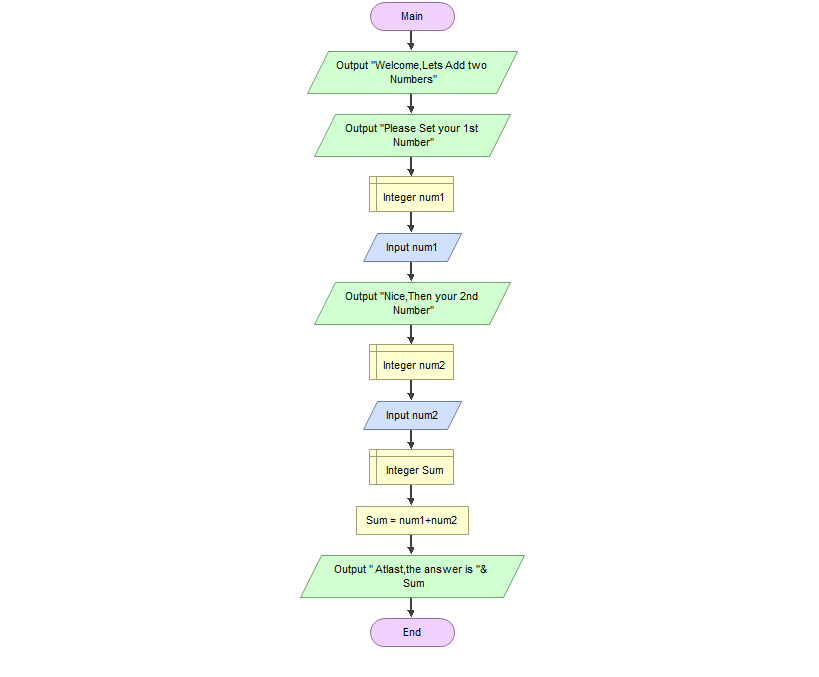 Main
Output "Welcome,Lets Add two
Numbers"
Output "Please Set your 1st
Number"
Integer num1
Input num1
Output "Nice,Then your 2nd
Number"
Integer num2
Input num2
Integer Sum
Sum = num1+num2
Output " Atlast,the answer is "&
Sum
End